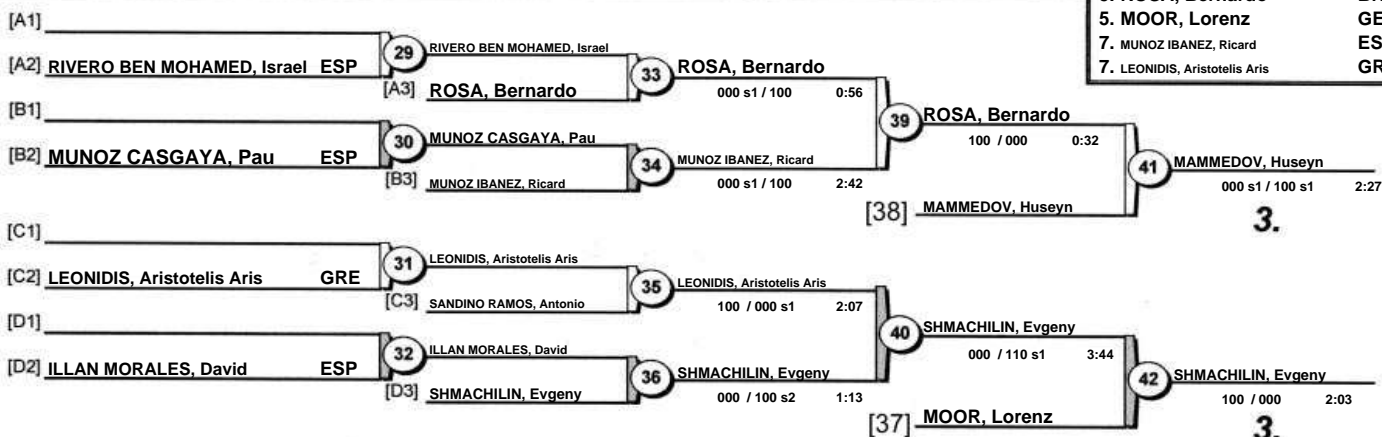 5. MOOR, Lorenz GE
7. MUNOZ IBANEZ, Ricard ES
7. LEONIDIS, Aristotelis Aris GR
[A1]
[A2] RIVERO BEN MOHAMED, Israel ESP
29
RIVERO BEN MOHAMED, Israel
[A3] ROSA, Bernardo
33
ROSA, Bernardo
000 s1 / 100 0:56
[B1]
[B2] MUNOZ CASGAYA, Pau ESP
30
MUNOZ CASGAYA, Pau
[B3] MUNOZ IBANEZ, Ricard
34
MUNOZ IBANEZ, Ricard
000 s1 / 100 2:42
39
ROSA, Bernardo
100 / 000 0:32
[38] MAMMEDOV, Huseyn
41
MAMMEDOV, Huseyn
000 s1 / 100 s1 2:27
3.
[C1]
[C2] LEONIDIS, Aristotelis Aris GRE
31
LEONIDIS, Aristotelis Aris
[C3] SANDINO RAMOS, Antonio
35
LEONIDIS, Aristotelis Aris
100 / 000 s1 2:07
[D1]
[D2] ILLAN MORALES, David ESP
32
ILLAN MORALES, David
[D3] SHMACHILIN, Evgeny
36
SHMACHILIN, Evgeny
000 / 100 s2 1:13
40
SHMACHILIN, Evgeny
000 / 110 s1 3:44
[37] MOOR, Lorenz
42
SHMACHILIN, Evgeny
100 / 000 2:03
3.